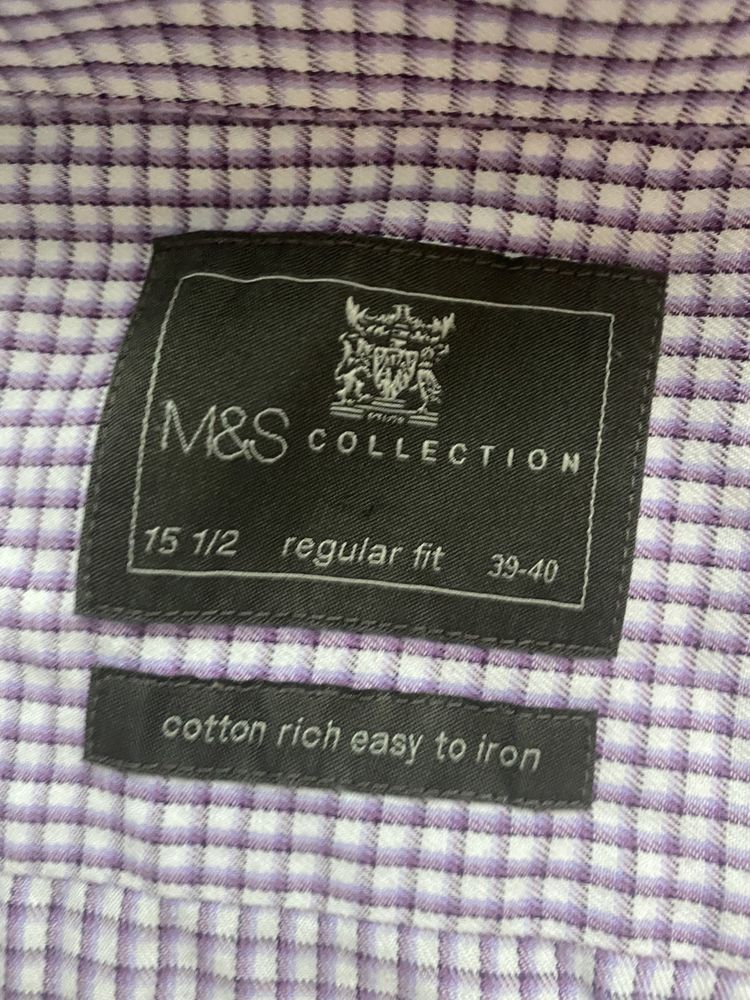 M&S COLLECTION
15 1/2 regular fit 39-40
cotton rich easy to iron